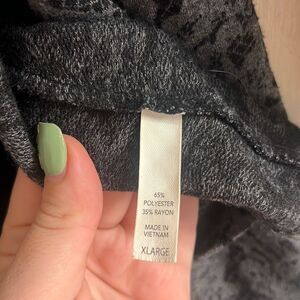 65%
POLYESTER
35% RAYON
MADE IN
VIETNAM
XLARGE